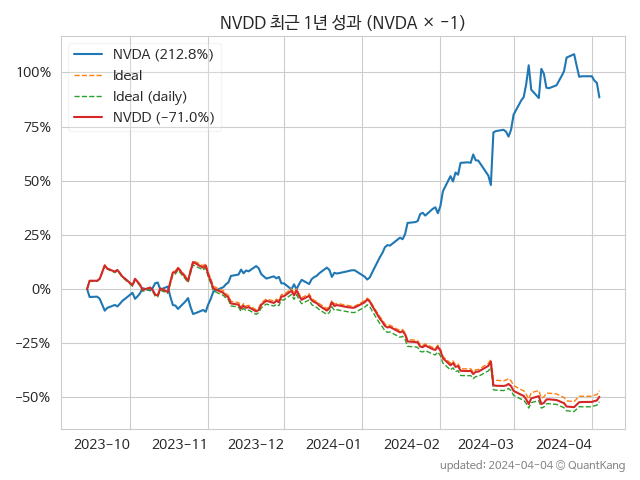 NVDD 최근 1년 성과 (NVDA × −1)
NVDA (212.8%)
Ideal
Ideal (daily)
NVDD (−71.0%)
100%
75%
50%
25%
0%
−25%
−50%
2023−10 2023−11 2023−12 2024−01 2024−02 2024−03 2024−04
updated: 2024−04−04 © QuantKang